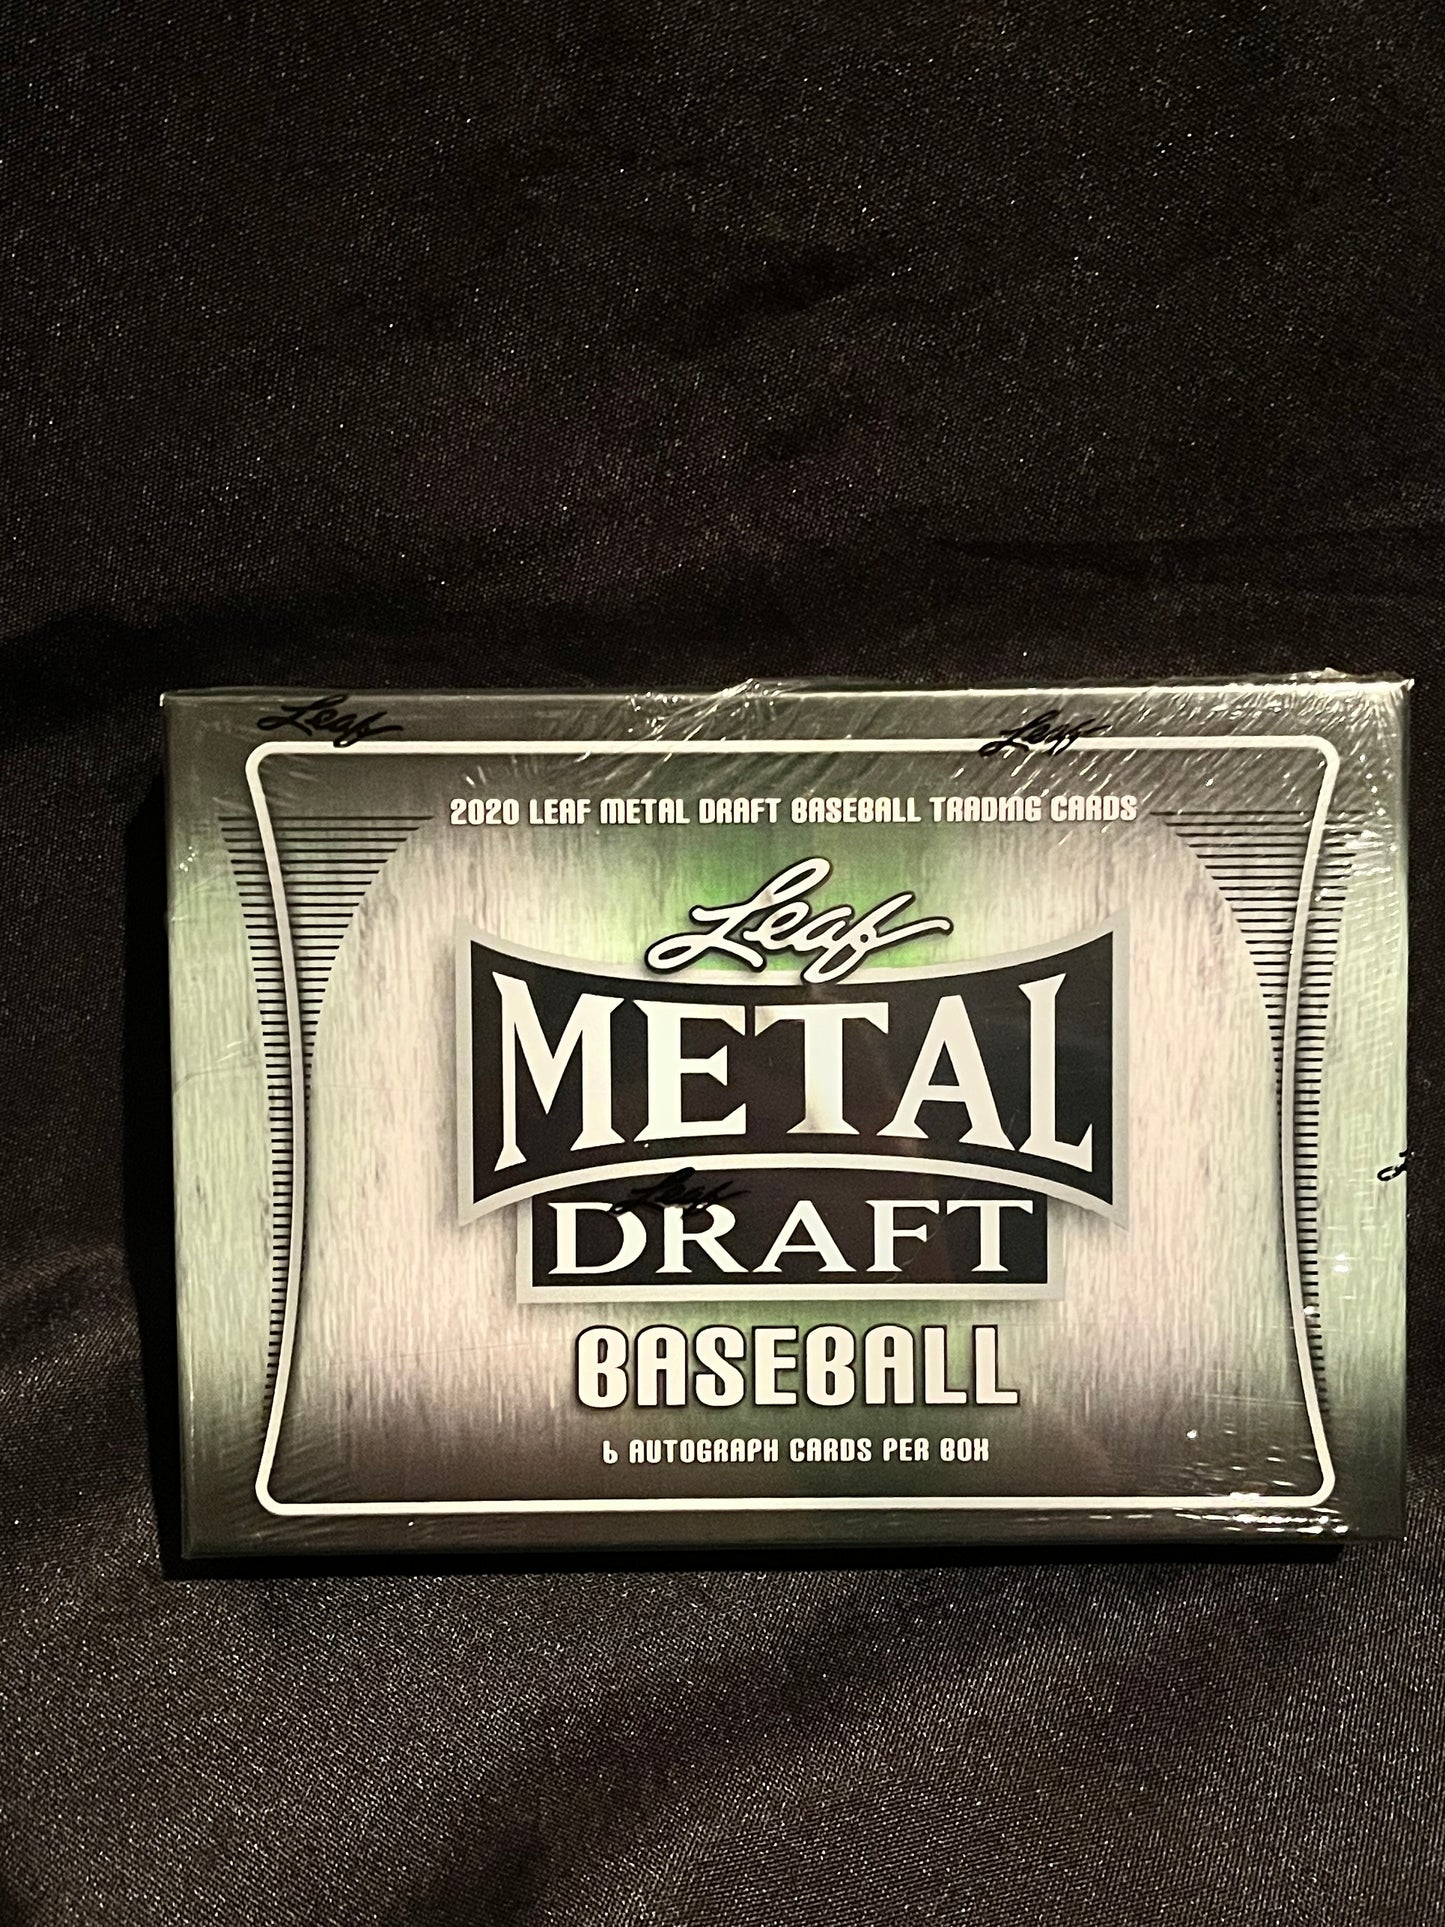 Leaf Leaf
2020 LEAF METAL DRAFT BASEBALL TRADING CARDS
Leaf
METAL
Leaf
DRAFT
BASEBALL
6 AUTOGRAPH CARDS PER BOX